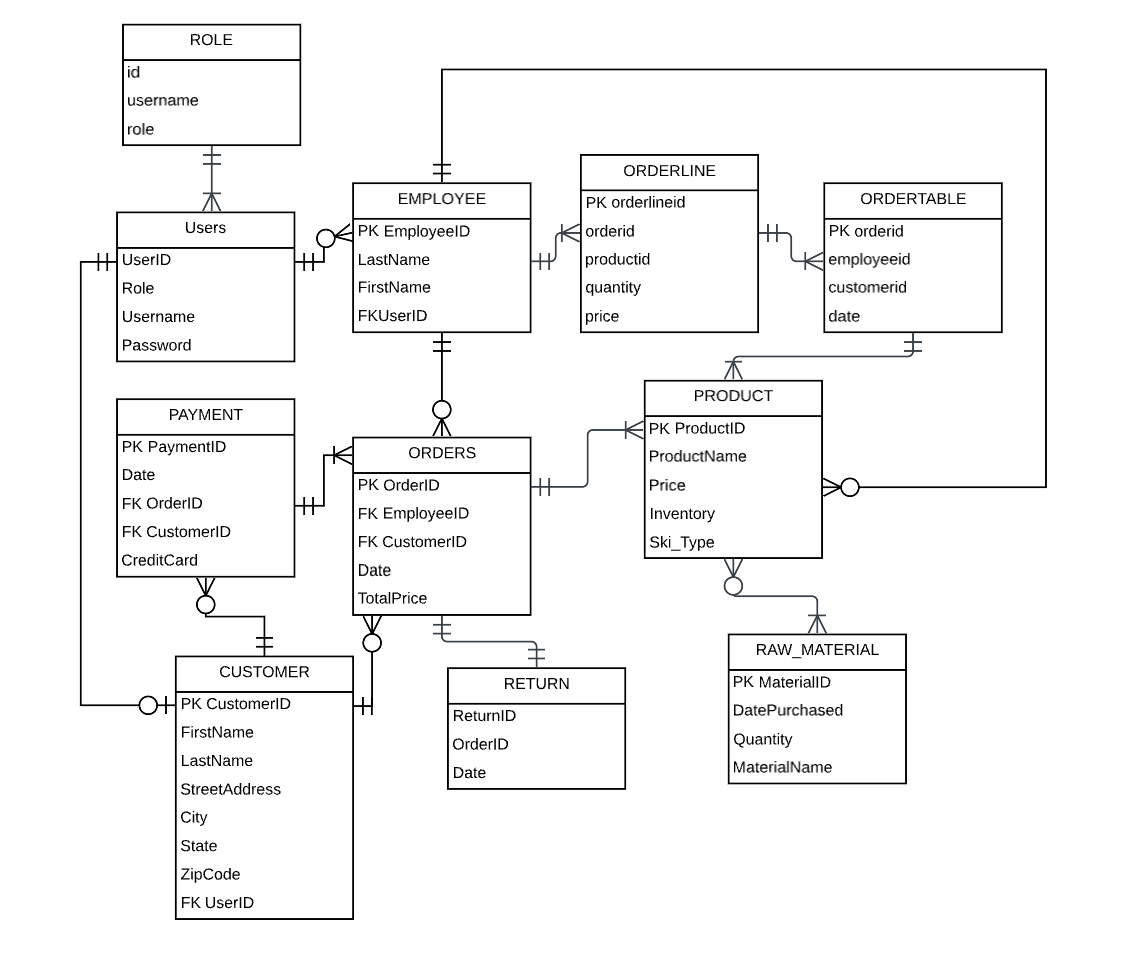 ROLE
id
username
role
Users
UserID
Role
Username
Password
EMPLOYEE
PK EmployeeID
LastName
FirstName
FKUserID
ORDERLINE
PK orderlineid
orderid
productid
quantity
price
ORDERTABLE
PK orderid
employeeid
customerid
date
PAYMENT
PK PaymentID
Date
FK OrderID
FK CustomerID
CreditCard
ORDERS
PK OrderID
FK EmployeeID
FK CustomerID
Date
TotalPrice
PRODUCT
PK ProductID
ProductName
Price
Inventory
Ski_Type
CUSTOMER
PK CustomerID
FirstName
LastName
StreetAddress
City
State
ZipCode
FK UserID
RETURN
ReturnID
OrderID
Date
RAW_MATERIAL
PK MaterialID
DatePurchased
Quantity
MaterialName